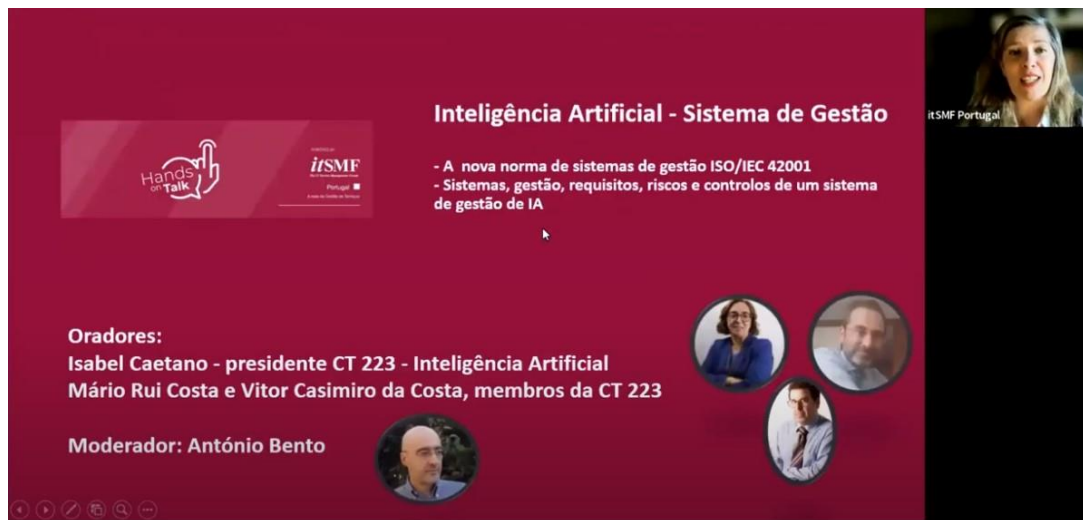 Inteligência Artificial - Sistema de Gestão
itSMF Portugal
- A nova norma de sistemas de gestão ISO/IEC 42001
- Sistemas, gestão, requisitos, riscos e controlos de um sistema
de gestão de IA
Hands
on Talk
itSMF
Portugal
Oradores:
Isabel Caetano - presidente CT 223 - Inteligência Artificial
Mário Rui Costa e Vitor Casimiro da Costa, membros da CT 223
Moderador: António Bento